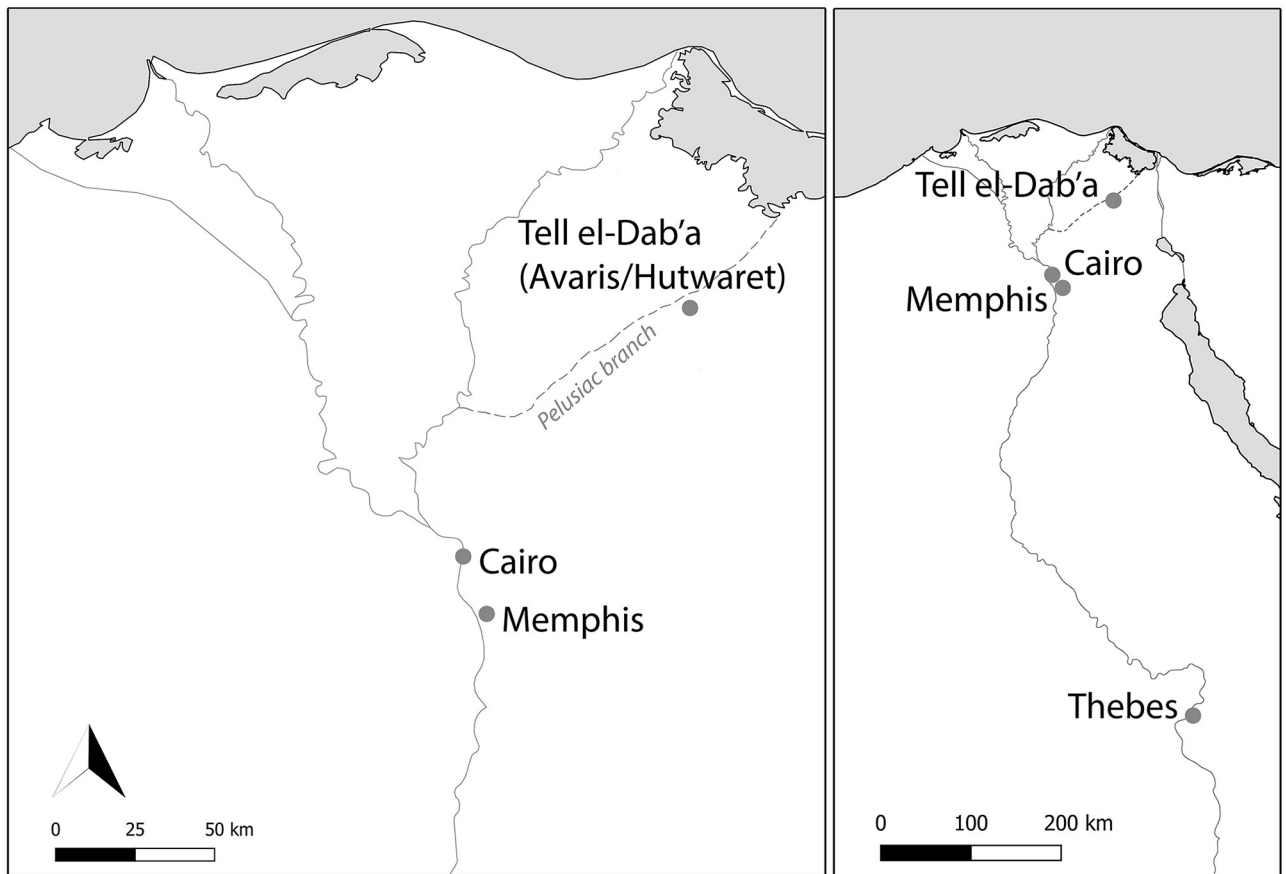 Tell el-Dab’a
(Avaris/Hutwaret)
Pelusiac branch
Cairo
Memphis
0 25 50 km
Tell el-Dab’a
Cairo
Memphis
Thebes
0 100 200 km